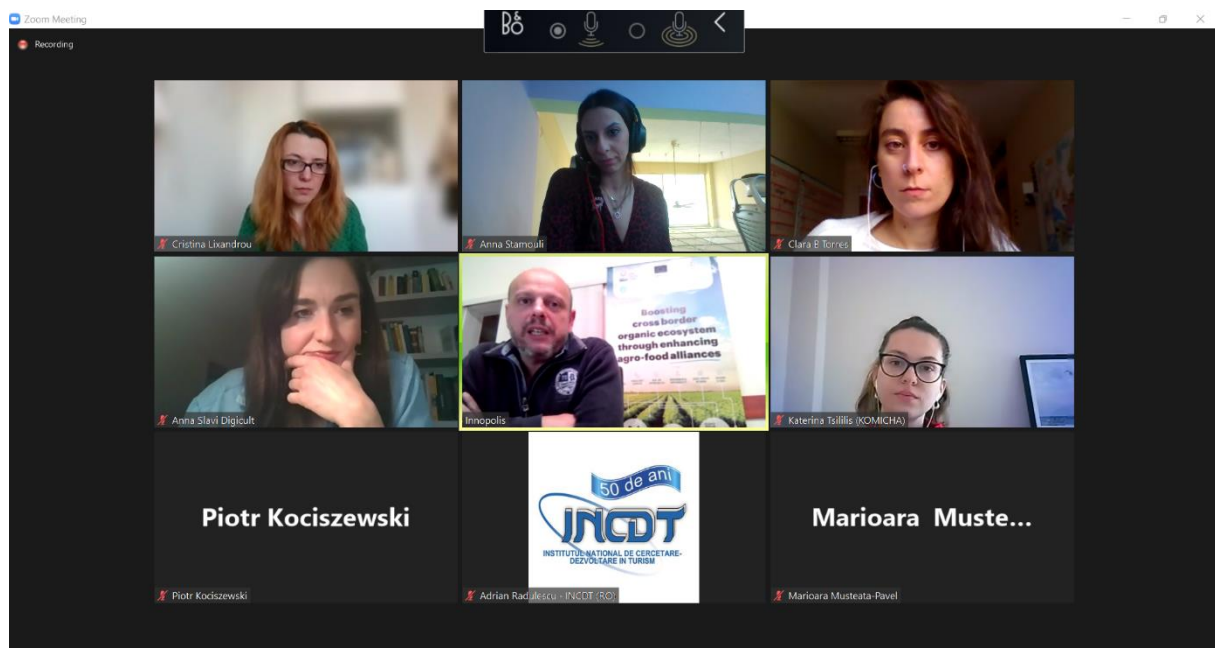 Zoom Meeting
B&O
Recording
Cristina Lixandrou
Anna Stamouli
Clara B Torres
Anna Slavi Digicult
Boosting
cross border
organic ecosystem
through enhancing
agro-food alliances
Innopolis
Katerina Tsililis (KOMICHA)
Piotr Kociszewski
Piotr Kociszewski
50 de ani
INCDT
INSTITUTUL NATIONAL DE CERCETARE-
DEZVOLTARE IN TURISM
Adrian Radulescu - INCDT (RO)
Marioara Muste...
Marioara Musteata-Pavel